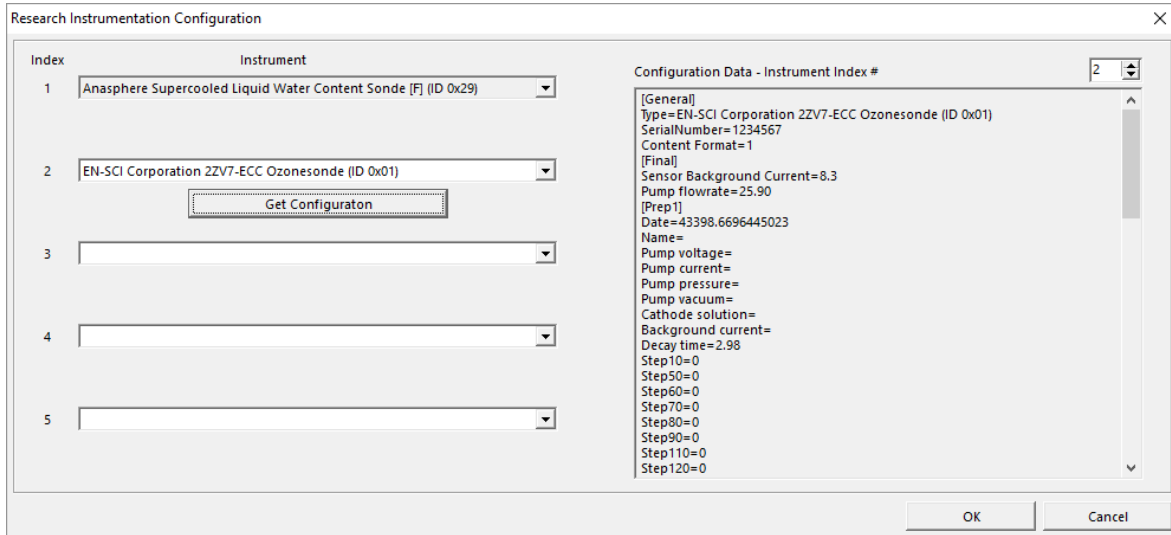 Research Instrumentation Configuration
Index Instrument
1 Anasphere Supercooled Liquid Water Content Sonde [F] (ID 0x29)
2 EN-SCI Corporation 2ZV7-ECC Ozonesonde (ID 0x01)
Get Configuraton
3
4
5
Configuration Data - Instrument Index # 2
[General]
Type=EN-SCI Corporation 2ZV7-ECC Ozonesonde (ID 0x01)
SerialNumber=1234567
Content Format=1
[Final]
Sensor Background Current=8.3
Pump flowrate=25.90
[Prep1]
Date=43398.6696445023
Name=
Pump voltage=
Pump current=
Pump pressure=
Pump vacuum=
Cathode solution=
Background current=
Decay time=2.98
Step10=0
Step50=0
Step60=0
Step70=0
Step80=0
Step90=0
Step110=0
Step120=0
OK Cancel